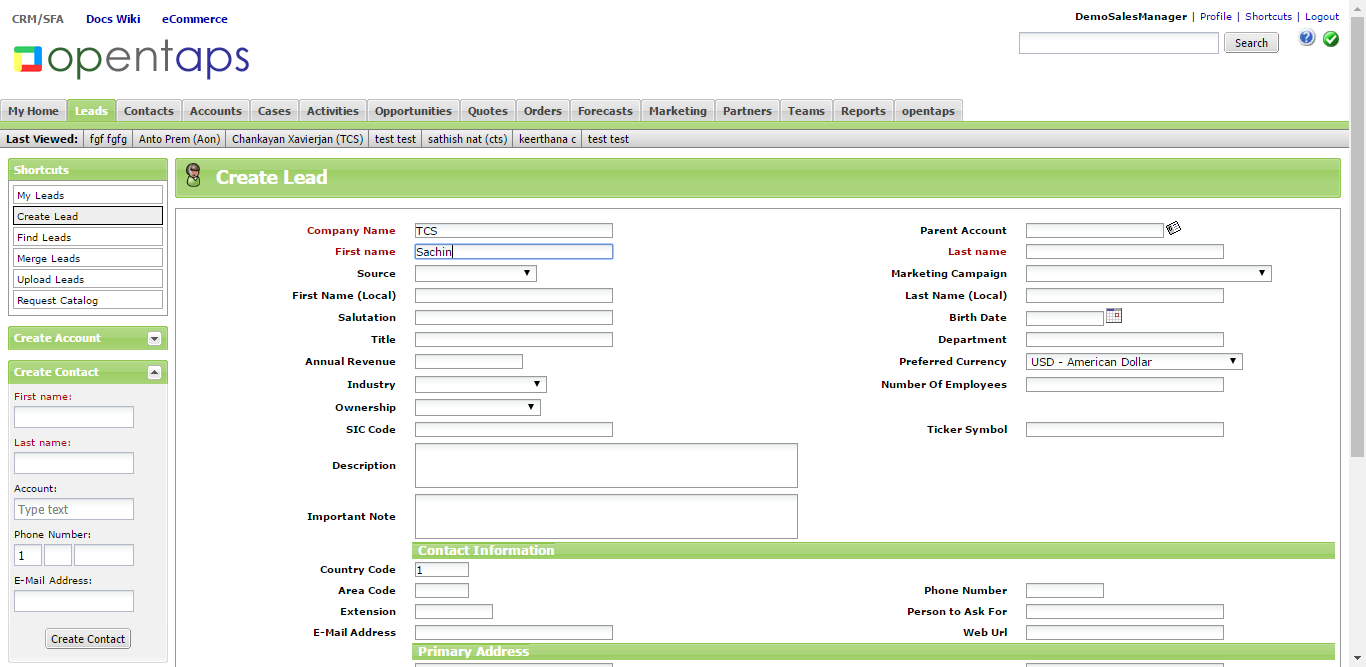 CRM/SFA Docs Wiki eCommerce
DemoSalesManager | Profile | Shortcuts | Logout
opentaps
Search
My Home Leads Contacts Accounts Cases Activities Opportunities Quotes Orders Forecasts Marketing Partners Teams Reports opentaps
Last Viewed: fgf fgfg Anto Prem (Aon) Chankayan Xavierjan (TCS) test test sathish nat (cts) keerthana c test test
Shortcuts
My Leads
Create Lead
Find Leads
Merge Leads
Upload Leads
Request Catalog
Create Account
Create Contact
First name:
Last name:
Account:
Type text
Phone Number:
1
E-Mail Address:
Create Contact
Create Lead
Company Name TCS Parent Account
First name Sachin Last name
Source Marketing Campaign
First Name (Local) Last Name (Local)
Salutation Birth Date
Title Department
Annual Revenue Preferred Currency USD - American Dollar
Industry Number Of Employees
Ownership
SIC Code Ticker Symbol
Description
Important Note
Contact Information
Country Code 1
Area Code Phone Number
Extension Person to Ask For
E-Mail Address Web Url
Primary Address